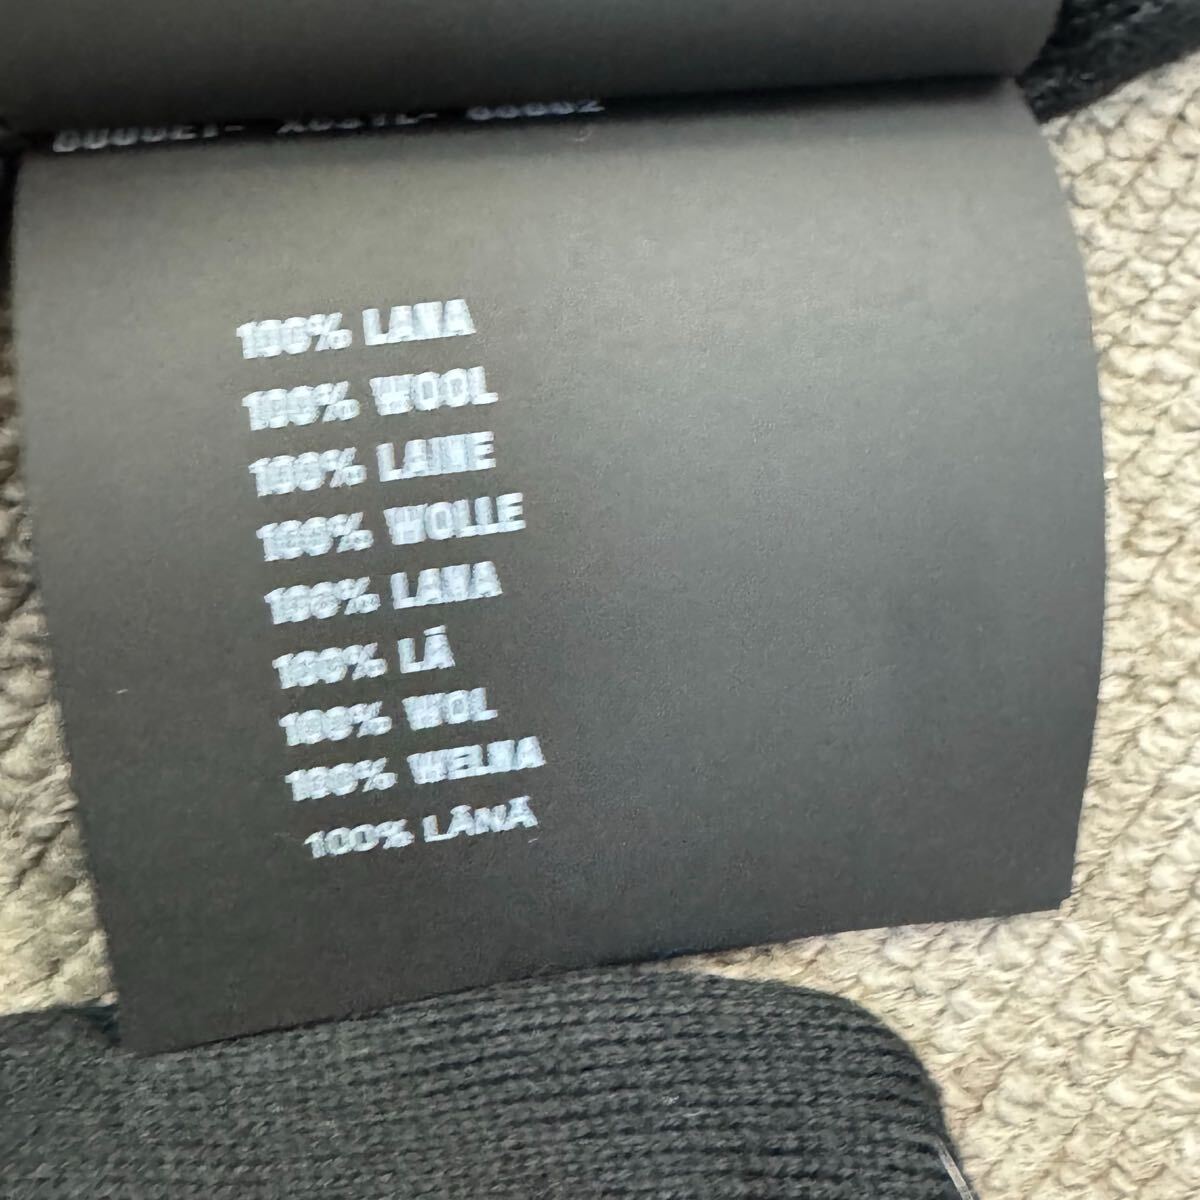 100% LANA
100% WOOL
100% LAINE
100% WOLLE
100% LANA
100% LÃ
100% WOL
100% WEŁNA
100% LÂNĂ